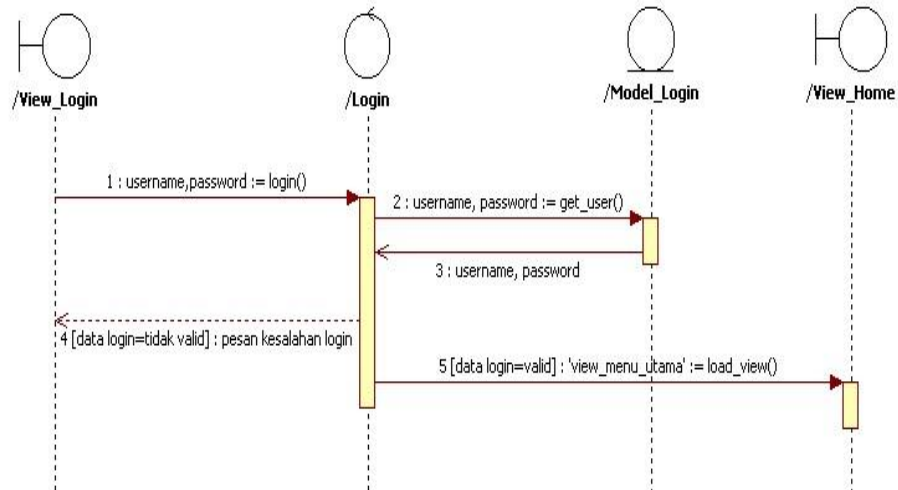 /View_Login
/Login
/Model_Login
/View_Home
1 : username,password := login()
2 : username, password := get_user()
3 : username, password
4 [data login=tidak valid] : pesan kesalahan login
5 [data login=valid] : 'view_menu_utama' := load_view()